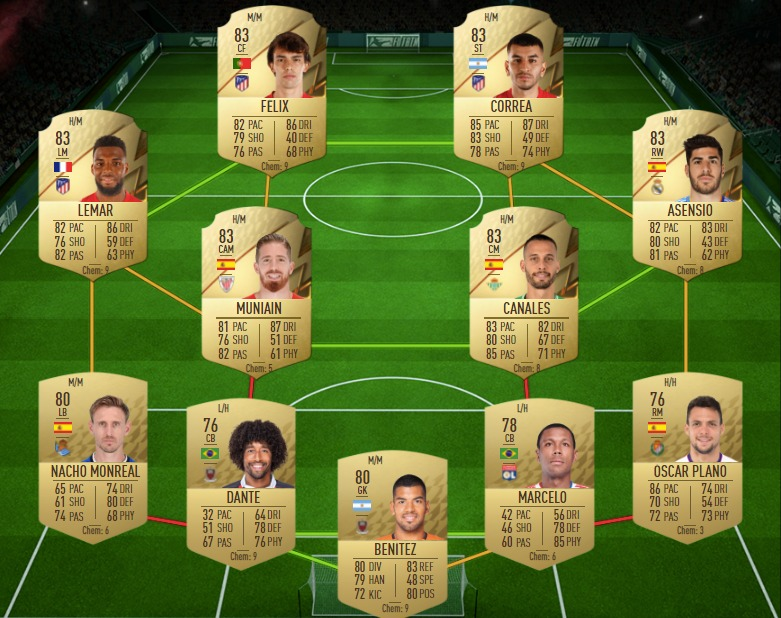 M/M
83
CF
FELIX
82 PAC 86 DRI
79 SHO 40 DEF
76 PAS 68 PHY
Chem: 9
H/M
83
ST
CORREA
85 PAC 87 DRI
83 SHO 49 DEF
78 PAS 74 PHY
Chem: 9
H/M
83
LM
LEMAR
82 PAC 86 DRI
76 SHO 59 DEF
82 PAS 63 PHY
Chem: 9
H/M
83
RW
ASENSIO
82 PAC 83 DRI
80 SHO 43 DEF
81 PAS 62 PHY
Chem: 8
H/M
83
CAM
MUNIAIN
81 PAC 87 DRI
76 SHO 51 DEF
82 PAS 61 PHY
Chem: 5
H/M
83
CM
CANALES
83 PAC 82 DRI
80 SHO 67 DEF
85 PAS 71 PHY
Chem: 8
M/M
80
LB
NACHO MONREAL
65 PAC 74 DRI
61 SHO 80 DEF
74 PAS 68 PHY
Chem: 6
L/H
76
CB
DANTE
32 PAC 64 DRI
51 SHO 78 DEF
67 PAS 76 PHY
Chem: 9
M/M
80
GK
BENITEZ
80 DIV 83 REF
79 HAN 48 SPE
72 KIC 80 POS
Chem: 9
L/H
78
CB
MARCELO
42 PAC 56 DRI
46 SHO 78 DEF
60 PAS 85 PHY
Chem: 6
H/H
76
RM
OSCAR PLANO
86 PAC 74 DRI
70 SHO 54 DEF
72 PAS 73 PHY
Chem: 3